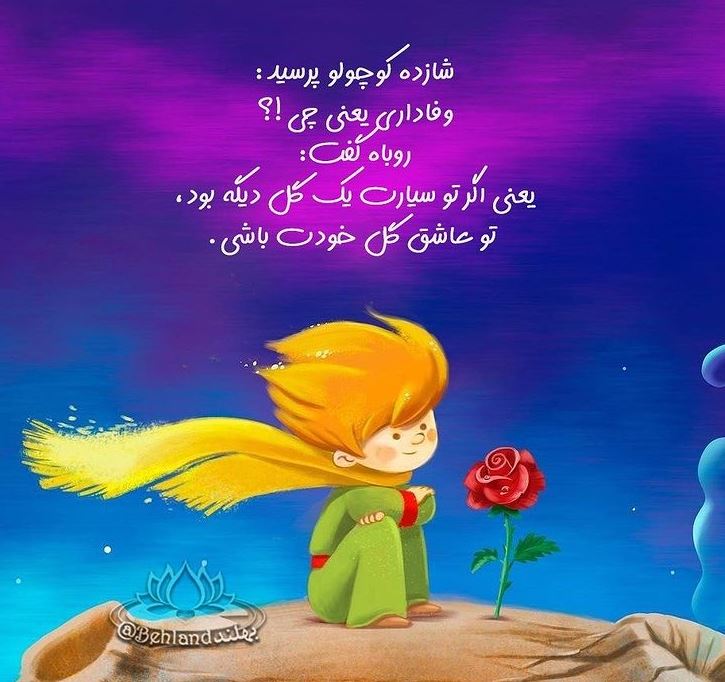 شازده کوچولو پرسید :
وفاداری یعنی چی !؟
روباه گفت :
یعنی اگر تو سیارت یک گل دیگه بود ،
تو عاشق گل خودت باشی .
@Behland بهلند